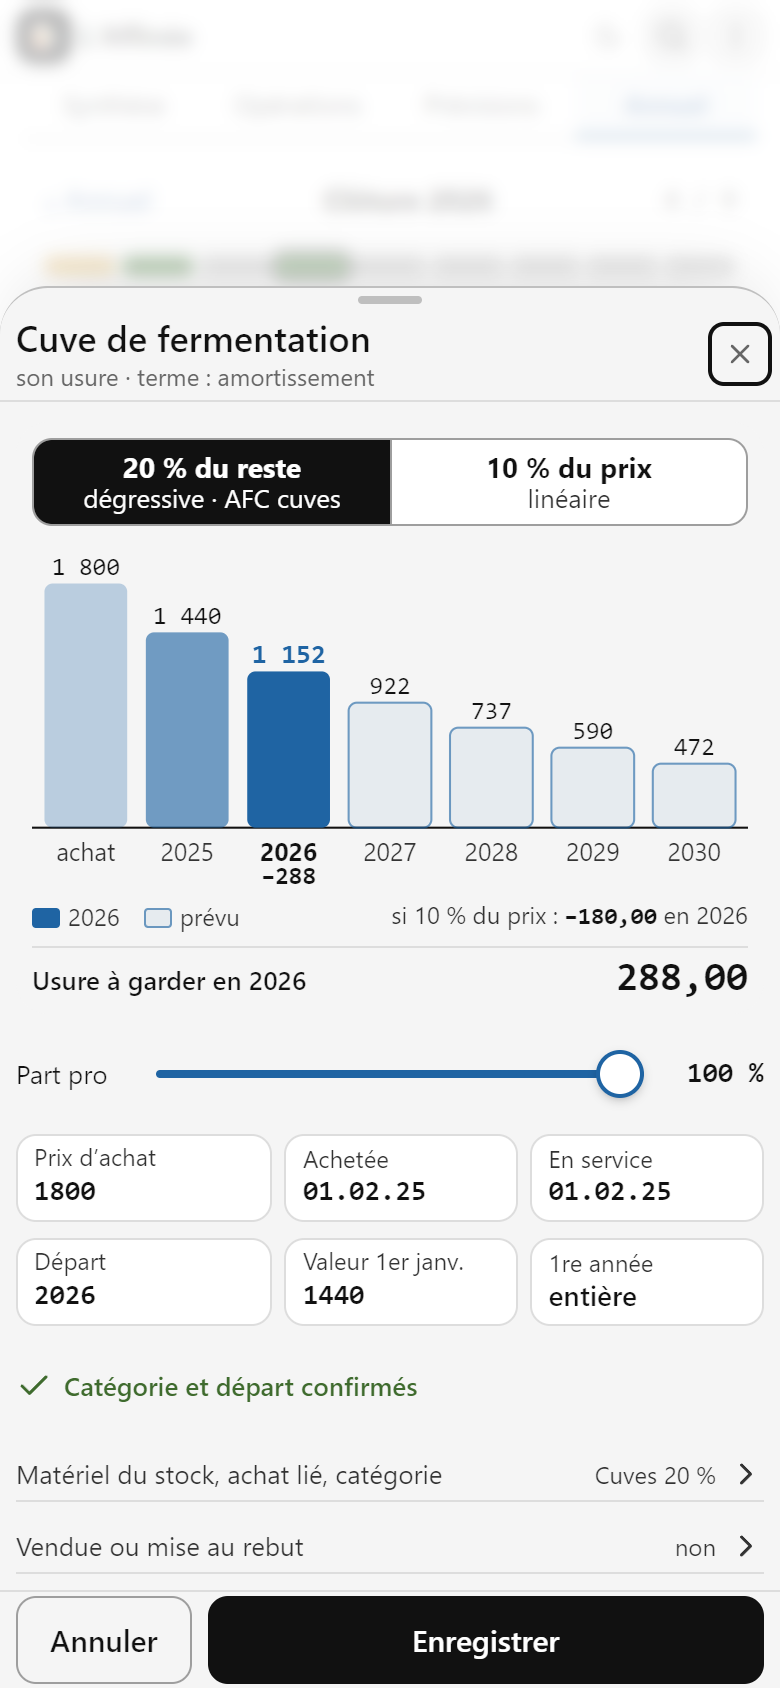 Cuve de fermentation
son usure · terme : amortissement
20 % du reste
dégressive · AFC cuves
10 % du prix
linéaire
1 800
1 440
1 152
922
737
590
472
achat
2025
2026
2027
2028
2029
2030
−288
2026
prévu
si 10 % du prix : −180,00 en 2026
Usure à garder en 2026
288,00
Part pro
100 %
Prix d’achat
1800
Achetée
01.02.25
En service
01.02.25
Départ
2026
Valeur 1er janv.
1440
1re année
entière
Catégorie et départ confirmés
Matériel du stock, achat lié, catégorie
Cuves 20 %
Vendue ou mise au rebut
non
Annuler
Enregistrer